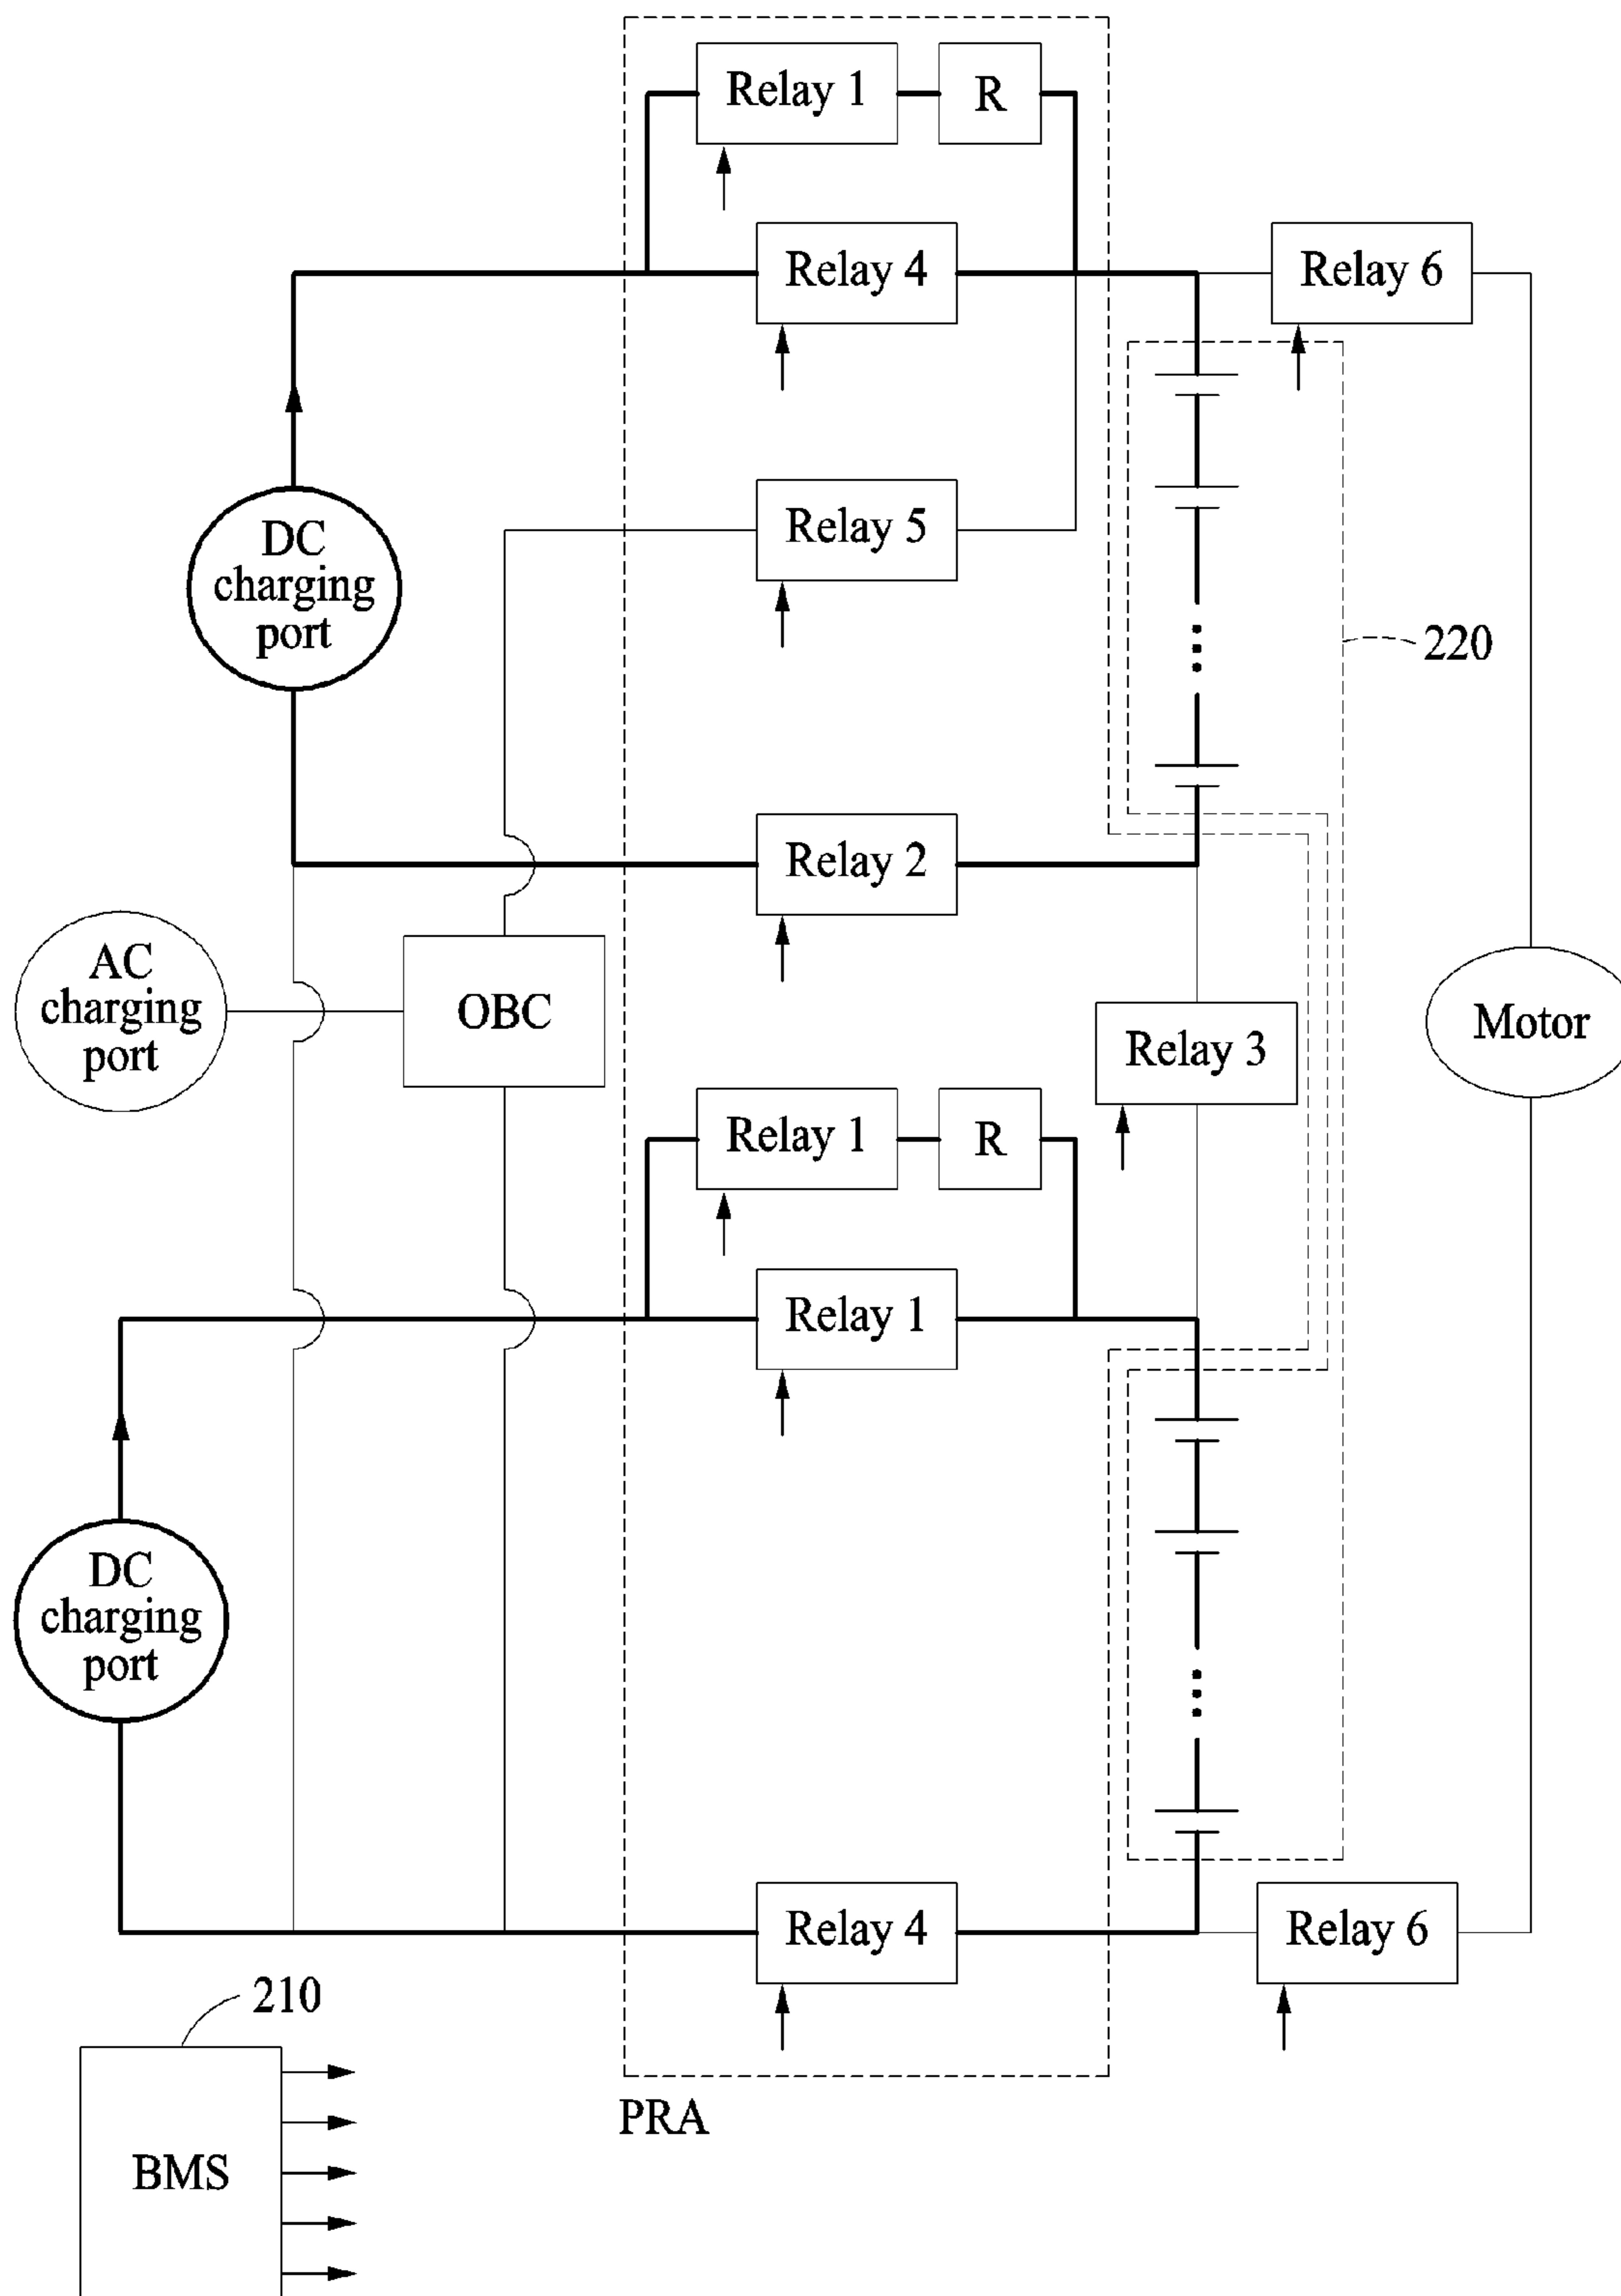 Relay 1
R
Relay 4
Relay 6
DC
charging
port
Relay 5
220
Relay 2
AC
charging
port
OBC
Relay 3
Motor
Relay 1
R
Relay 1
DC
charging
port
Relay 4
Relay 6
210
PRA
BMS